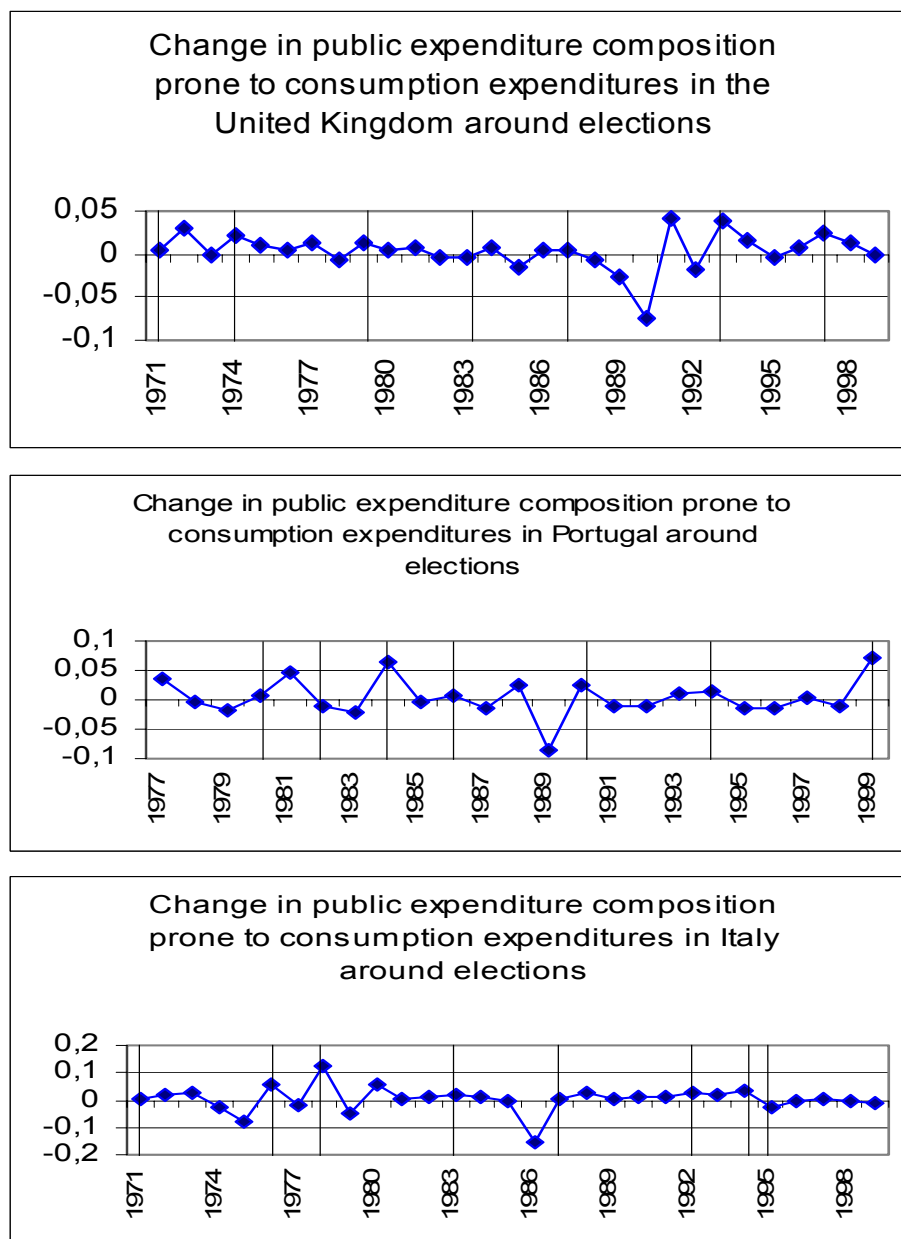 Change in public expenditure composition
prone to consumption expenditures in the
United Kingdom around elections
0,05
0
-0,05
-0,1
1971 1974 1977 1980 1983 1986 1989 1992 1995 1998
Change in public expenditure composition prone to
consumption expenditures in Portugal around
elections
0,1
0,05
0
-0,05
-0,1
1977 1979 1981 1983 1985 1987 1989 1991 1993 1995 1997 1999
Change in public expenditure composition
prone to consumption expenditures in Italy
around elections
0,2
0,1
0
-0,1
-0,2
1971 1974 1977 1980 1983 1986 1989 1992 1995 1998